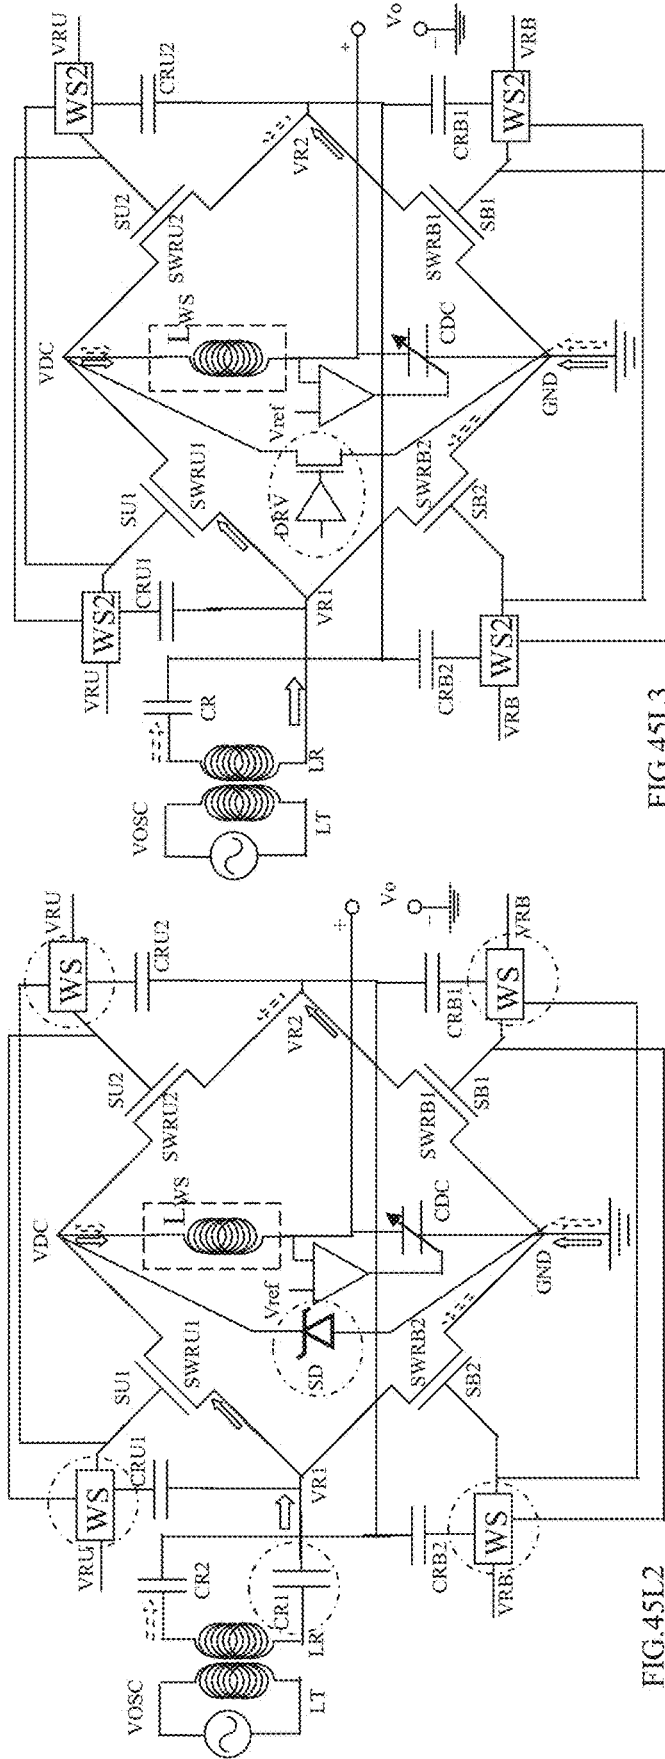 VRU
WS2
CRU2
SU2
SWRU2
VR2
+
Vo
−
CRB1
VRB
WS2
SB1
SWRB1
VDC
LWS
CDC
Vref
GND
DRV
SU1
SWRU1
SWRB2
SB2
CRU1
VR1
WS2
VRU
CR
CRB2
WS2
VRB
LR
VOSC
LT
FIG.45L3
VRU
WS
CRU2
SU2
SWRU2
VR2
+
Vo
−
CRB1
VRB
WS
SB1
SWRB1
VDC
LWS
CDC
Vref
GND
SD
SU1
SWRU1
SWRB2
SB2
CRU1
VR1
WS
VRU
CR2
CR1
CRB2
WS
VRB
LR
VOSC
LT
FIG.45L2